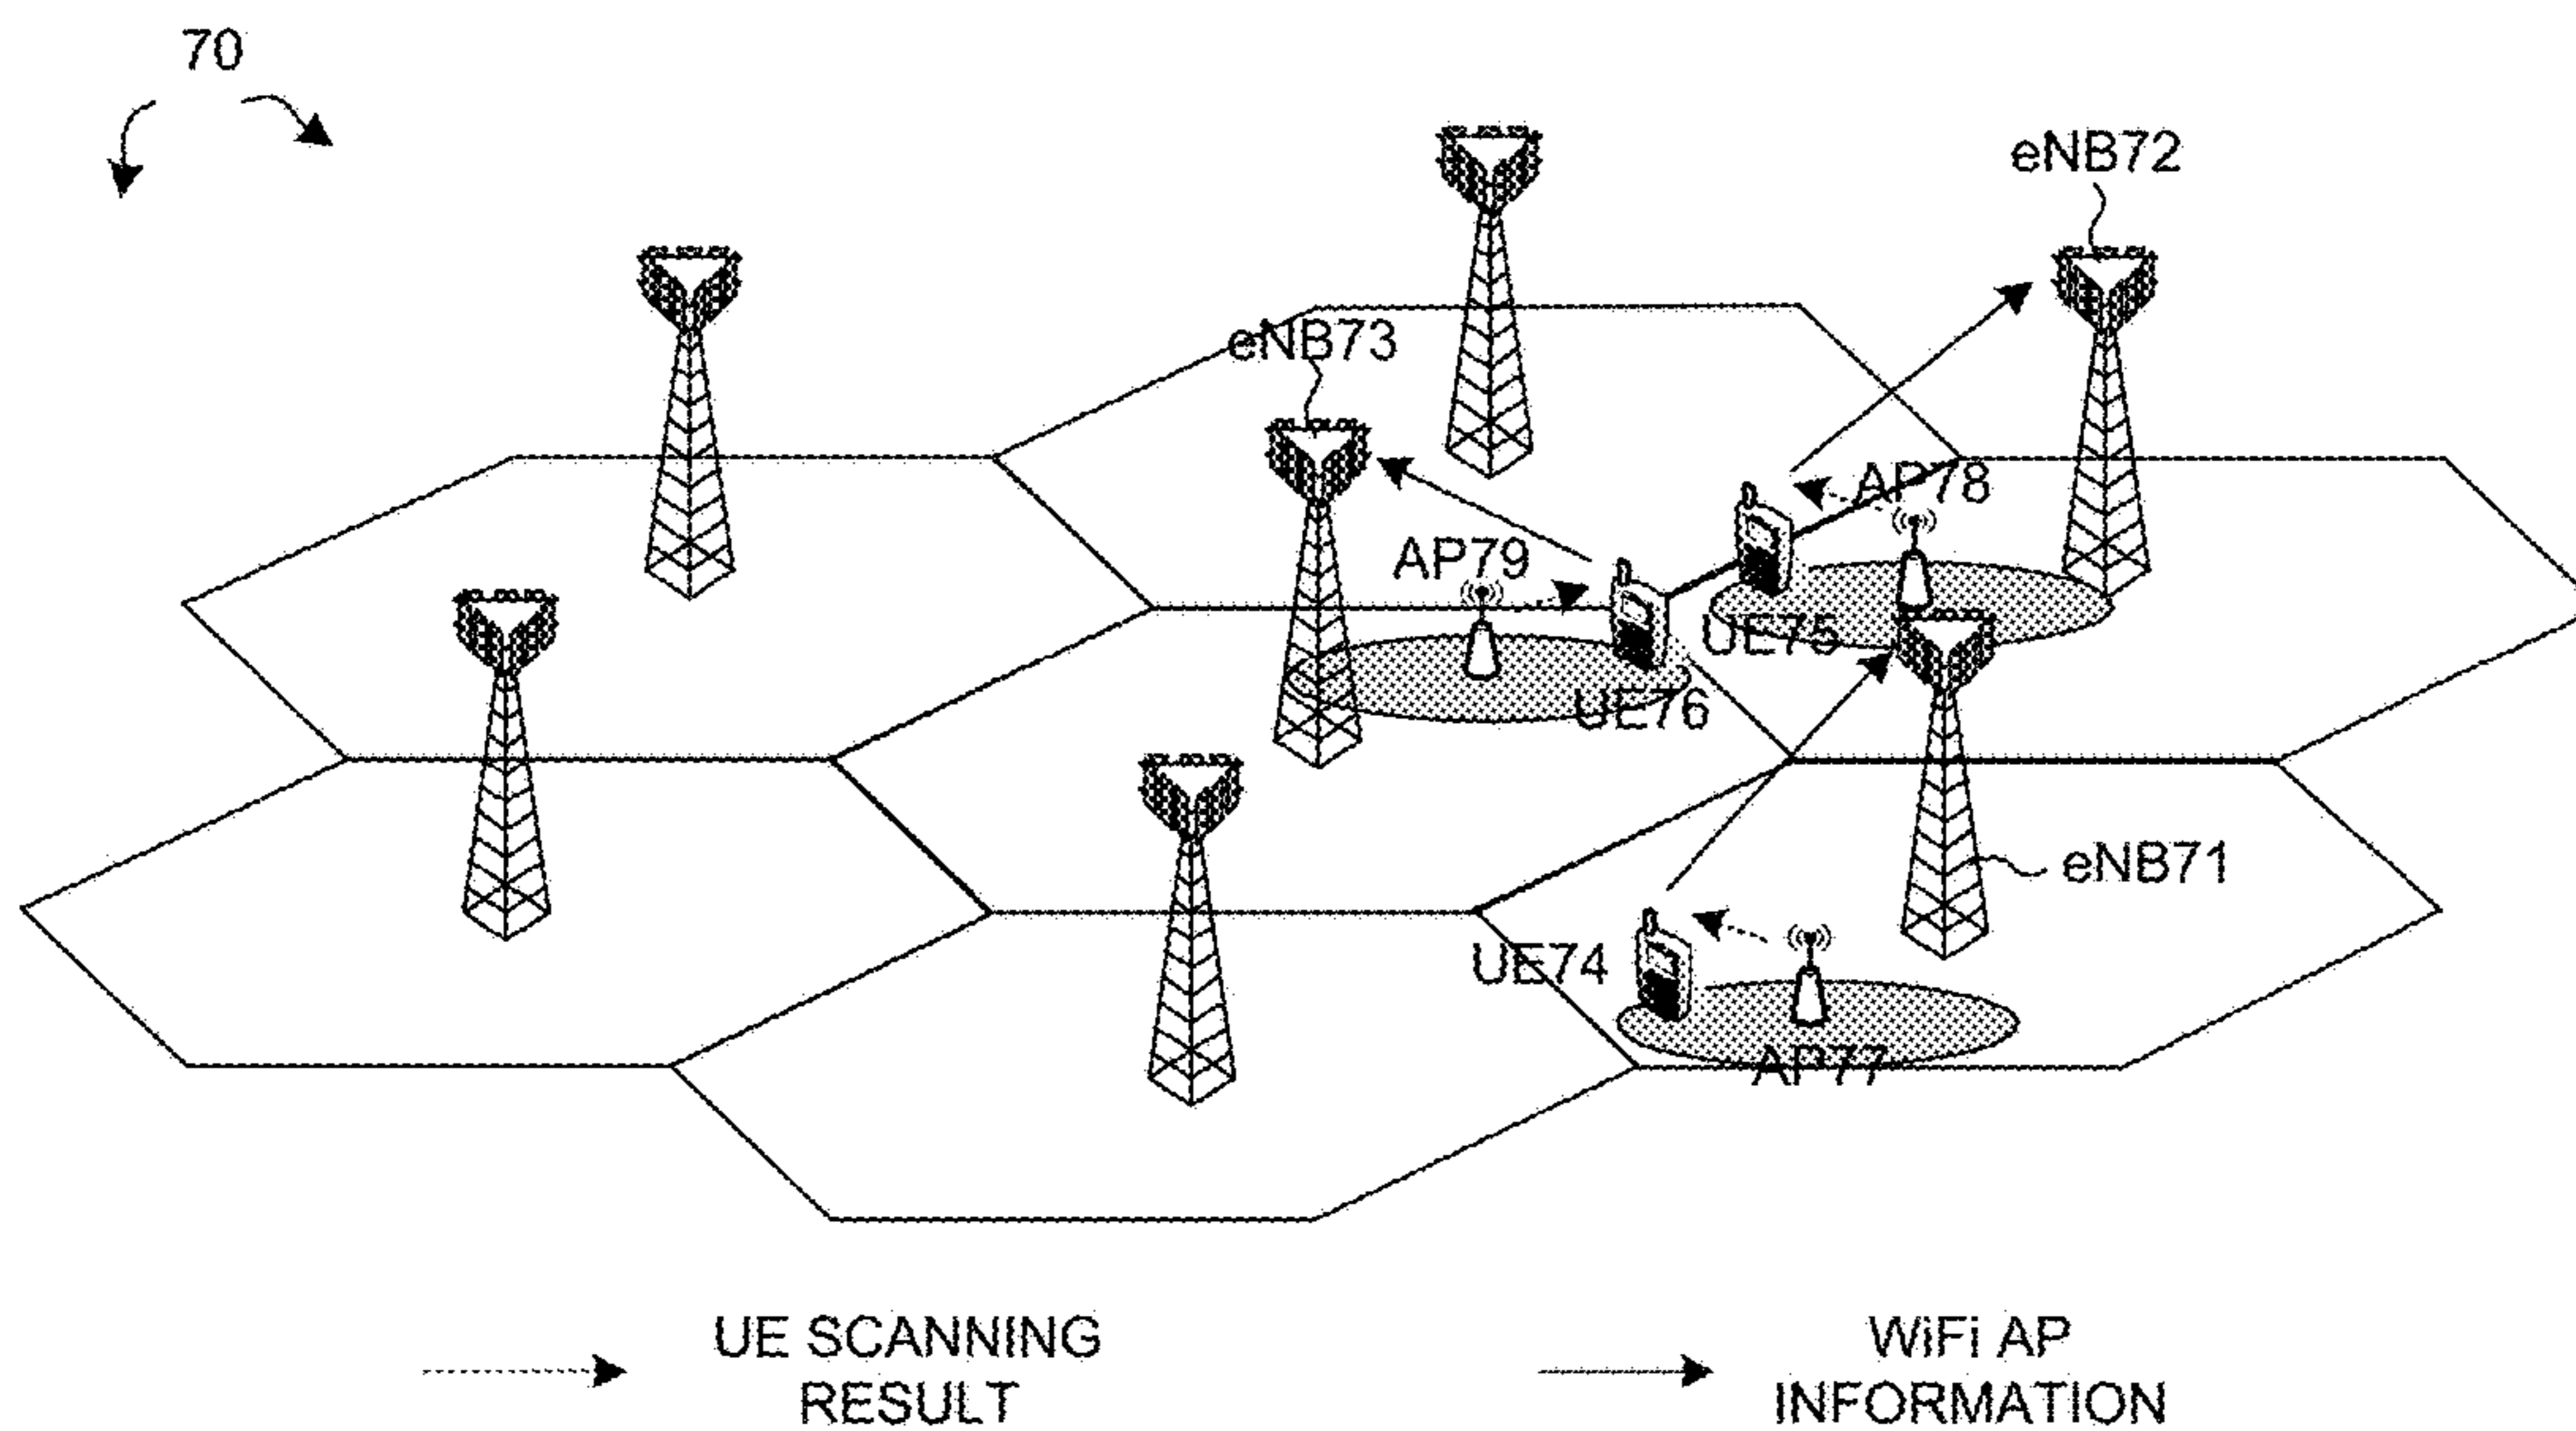 70
eNB72
eNB73
AP78
AP79
UE75
UE76
eNB71
UE74
AP77
UE SCANNING
RESULT
WiFi AP
INFORMATION